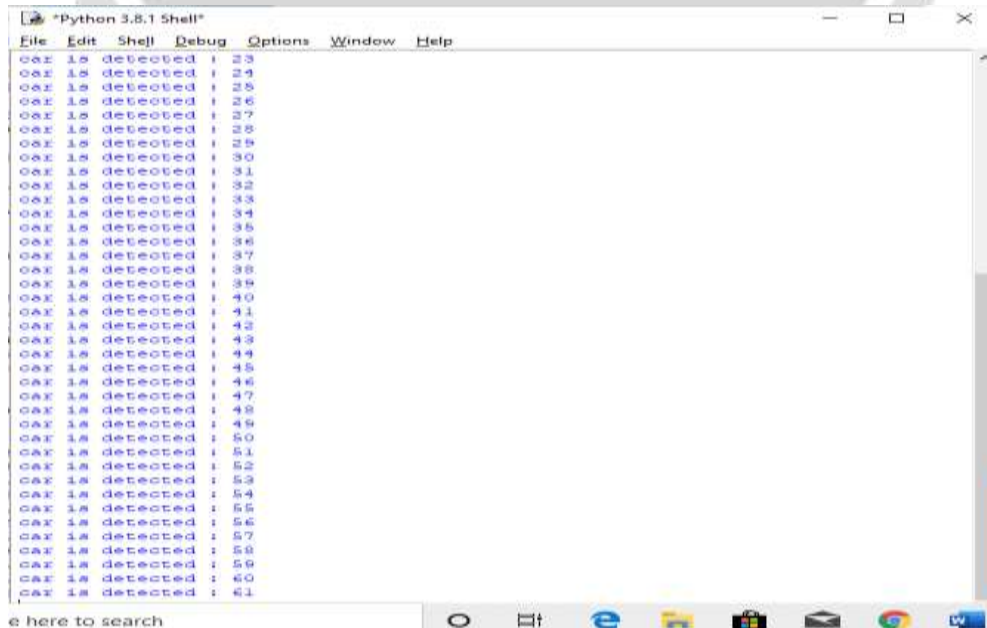 *Python 3.8.1 Shell*
File Edit Shell Debug Options Window Help
car is detected : 23
car is detected : 24
car is detected : 25
car is detected : 26
car is detected : 27
car is detected : 28
car is detected : 29
car is detected : 30
car is detected : 31
car is detected : 32
car is detected : 33
car is detected : 34
car is detected : 35
car is detected : 36
car is detected : 37
car is detected : 38
car is detected : 39
car is detected : 40
car is detected : 41
car is detected : 42
car is detected : 43
car is detected : 44
car is detected : 45
car is detected : 46
car is detected : 47
car is detected : 48
car is detected : 49
car is detected : 50
car is detected : 51
car is detected : 52
car is detected : 53
car is detected : 54
car is detected : 55
car is detected : 56
car is detected : 57
car is detected : 58
car is detected : 59
car is detected : 60
car is detected : 61
e here to search